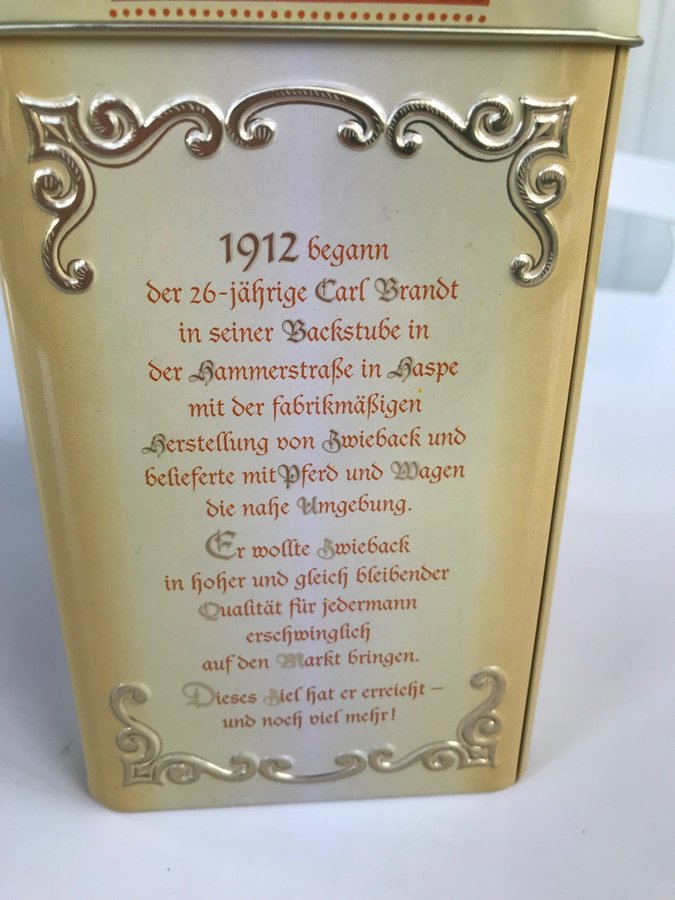 1912 begann
der 26-jährige Carl Brandt
in seiner Backstube in
der Hammerstraße in Haspe
mit der fabrikmäßigen
Herstellung von Zwieback und
belieferte mit Pferd und Wagen
die nahe Umgebung.
Er wollte Zwieback
in hoher und gleich bleibender
Qualität für jedermann
erschwinglich
auf den Markt bringen.
Dieses Ziel hat er erreicht –
und noch viel mehr!